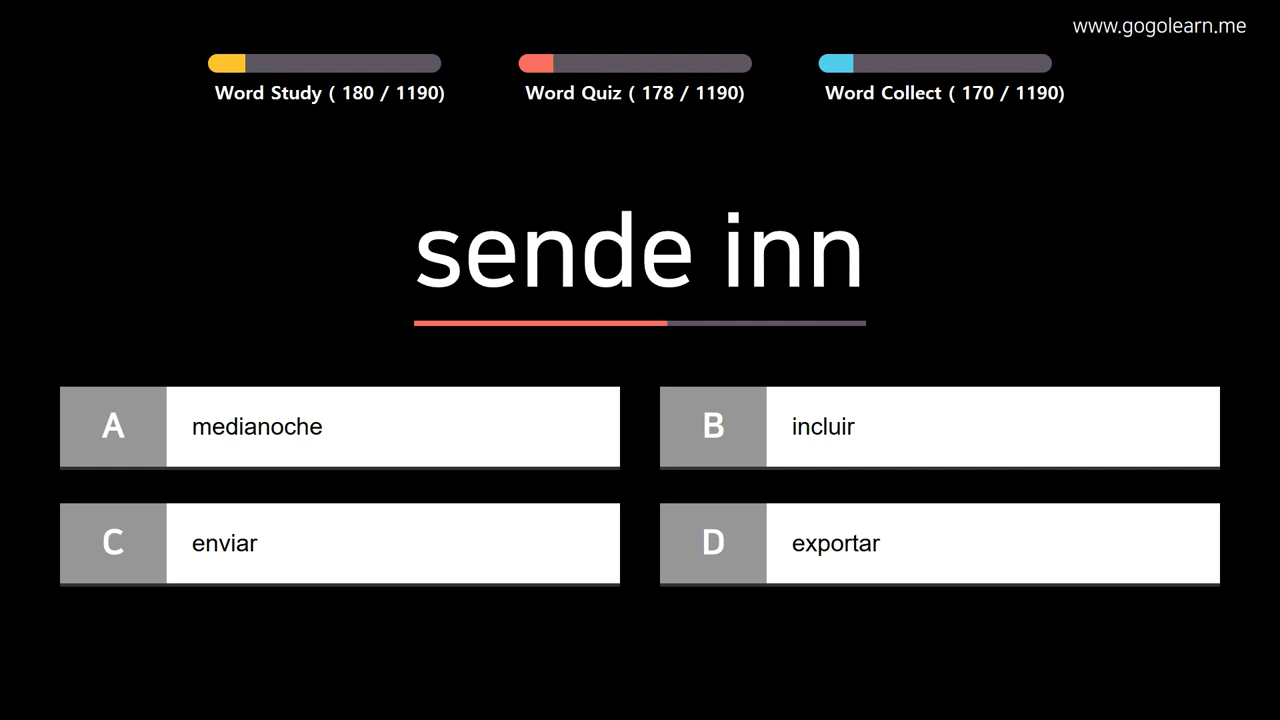 www.gogolearn.me
Word Study ( 180 / 1190)
Word Quiz ( 178 / 1190)
Word Collect ( 170 / 1190)
sende inn
A medianoche
B incluir
C enviar
D exportar